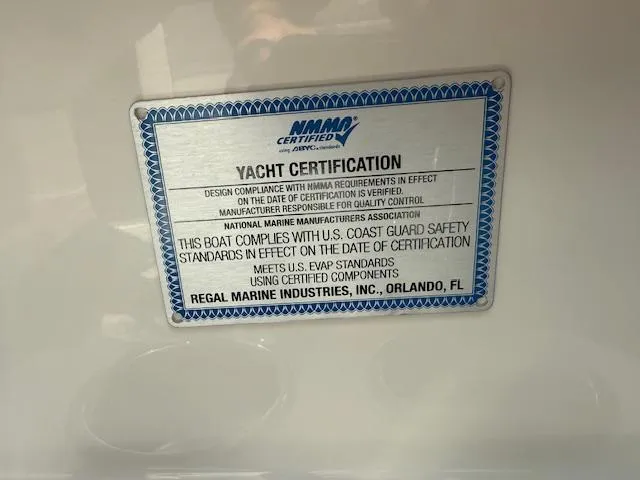 NMMA
CERTIFIED
using ABYC standards
YACHT CERTIFICATION
DESIGN COMPLIANCE WITH NMMA REQUIREMENTS IN EFFECT
ON THE DATE OF CERTIFICATION IS VERIFIED.
MANUFACTURER RESPONSIBLE FOR QUALITY CONTROL
NATIONAL MARINE MANUFACTURERS ASSOCIATION
THIS BOAT COMPLIES WITH U.S. COAST GUARD SAFETY
STANDARDS IN EFFECT ON THE DATE OF CERTIFICATION
MEETS U.S. EVAP STANDARDS
USING CERTIFIED COMPONENTS
REGAL MARINE INDUSTRIES, INC., ORLANDO, FL